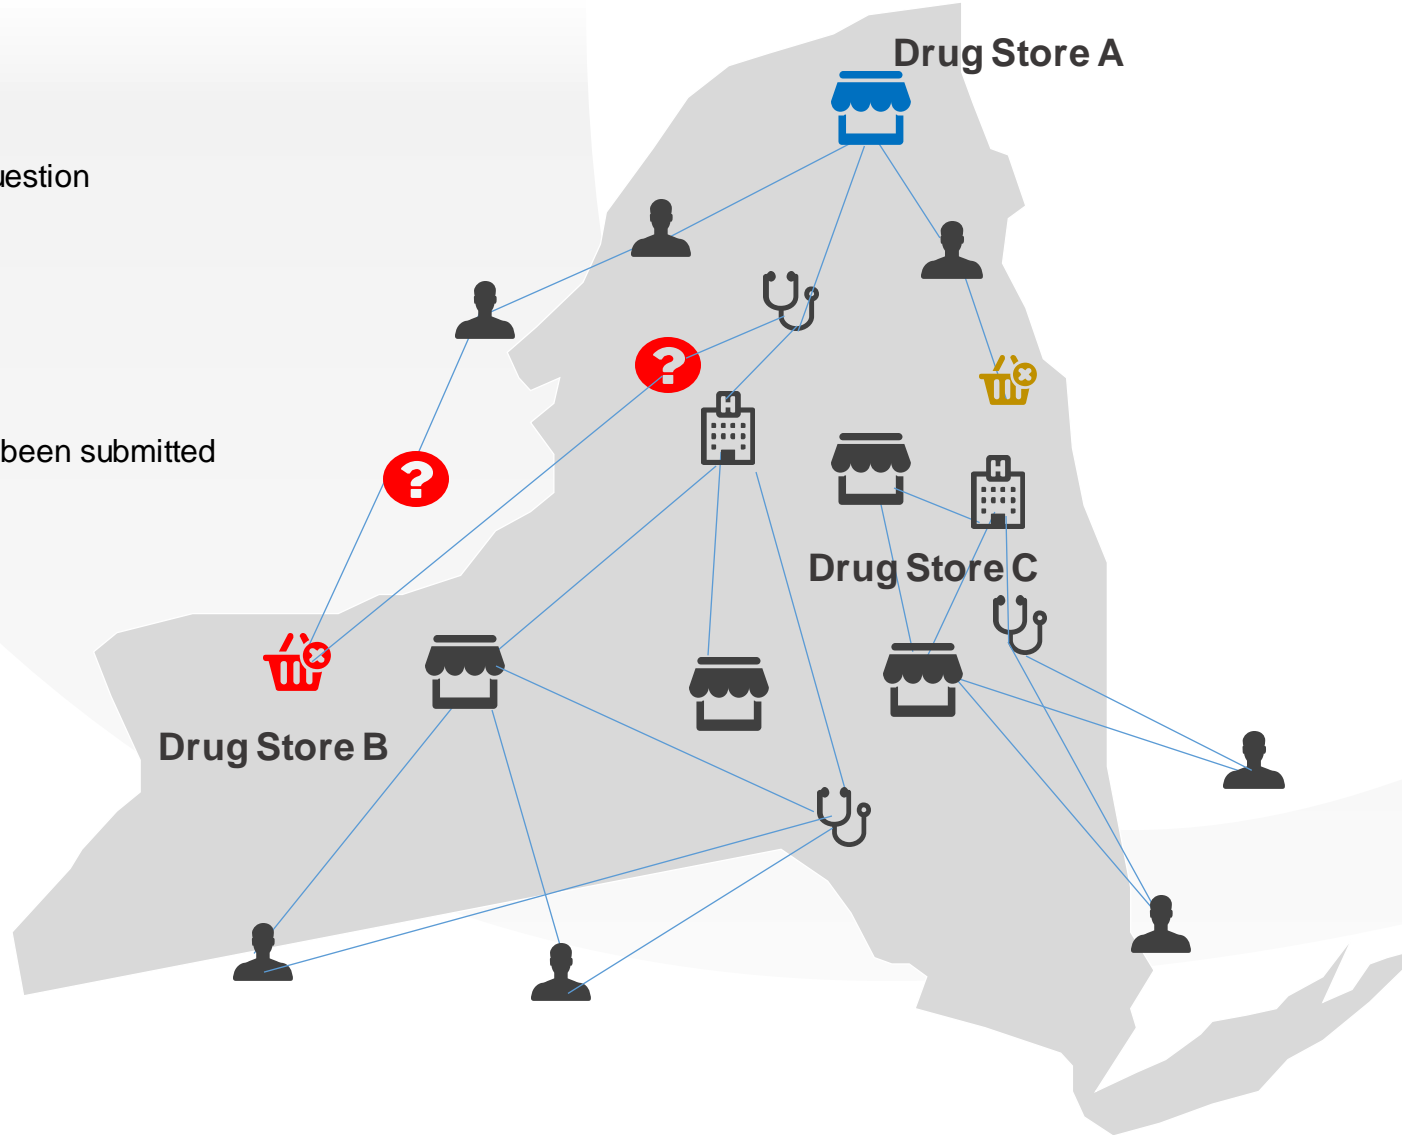 Drug Store A
uestion
been submitted
Drug Store C
Drug Store B